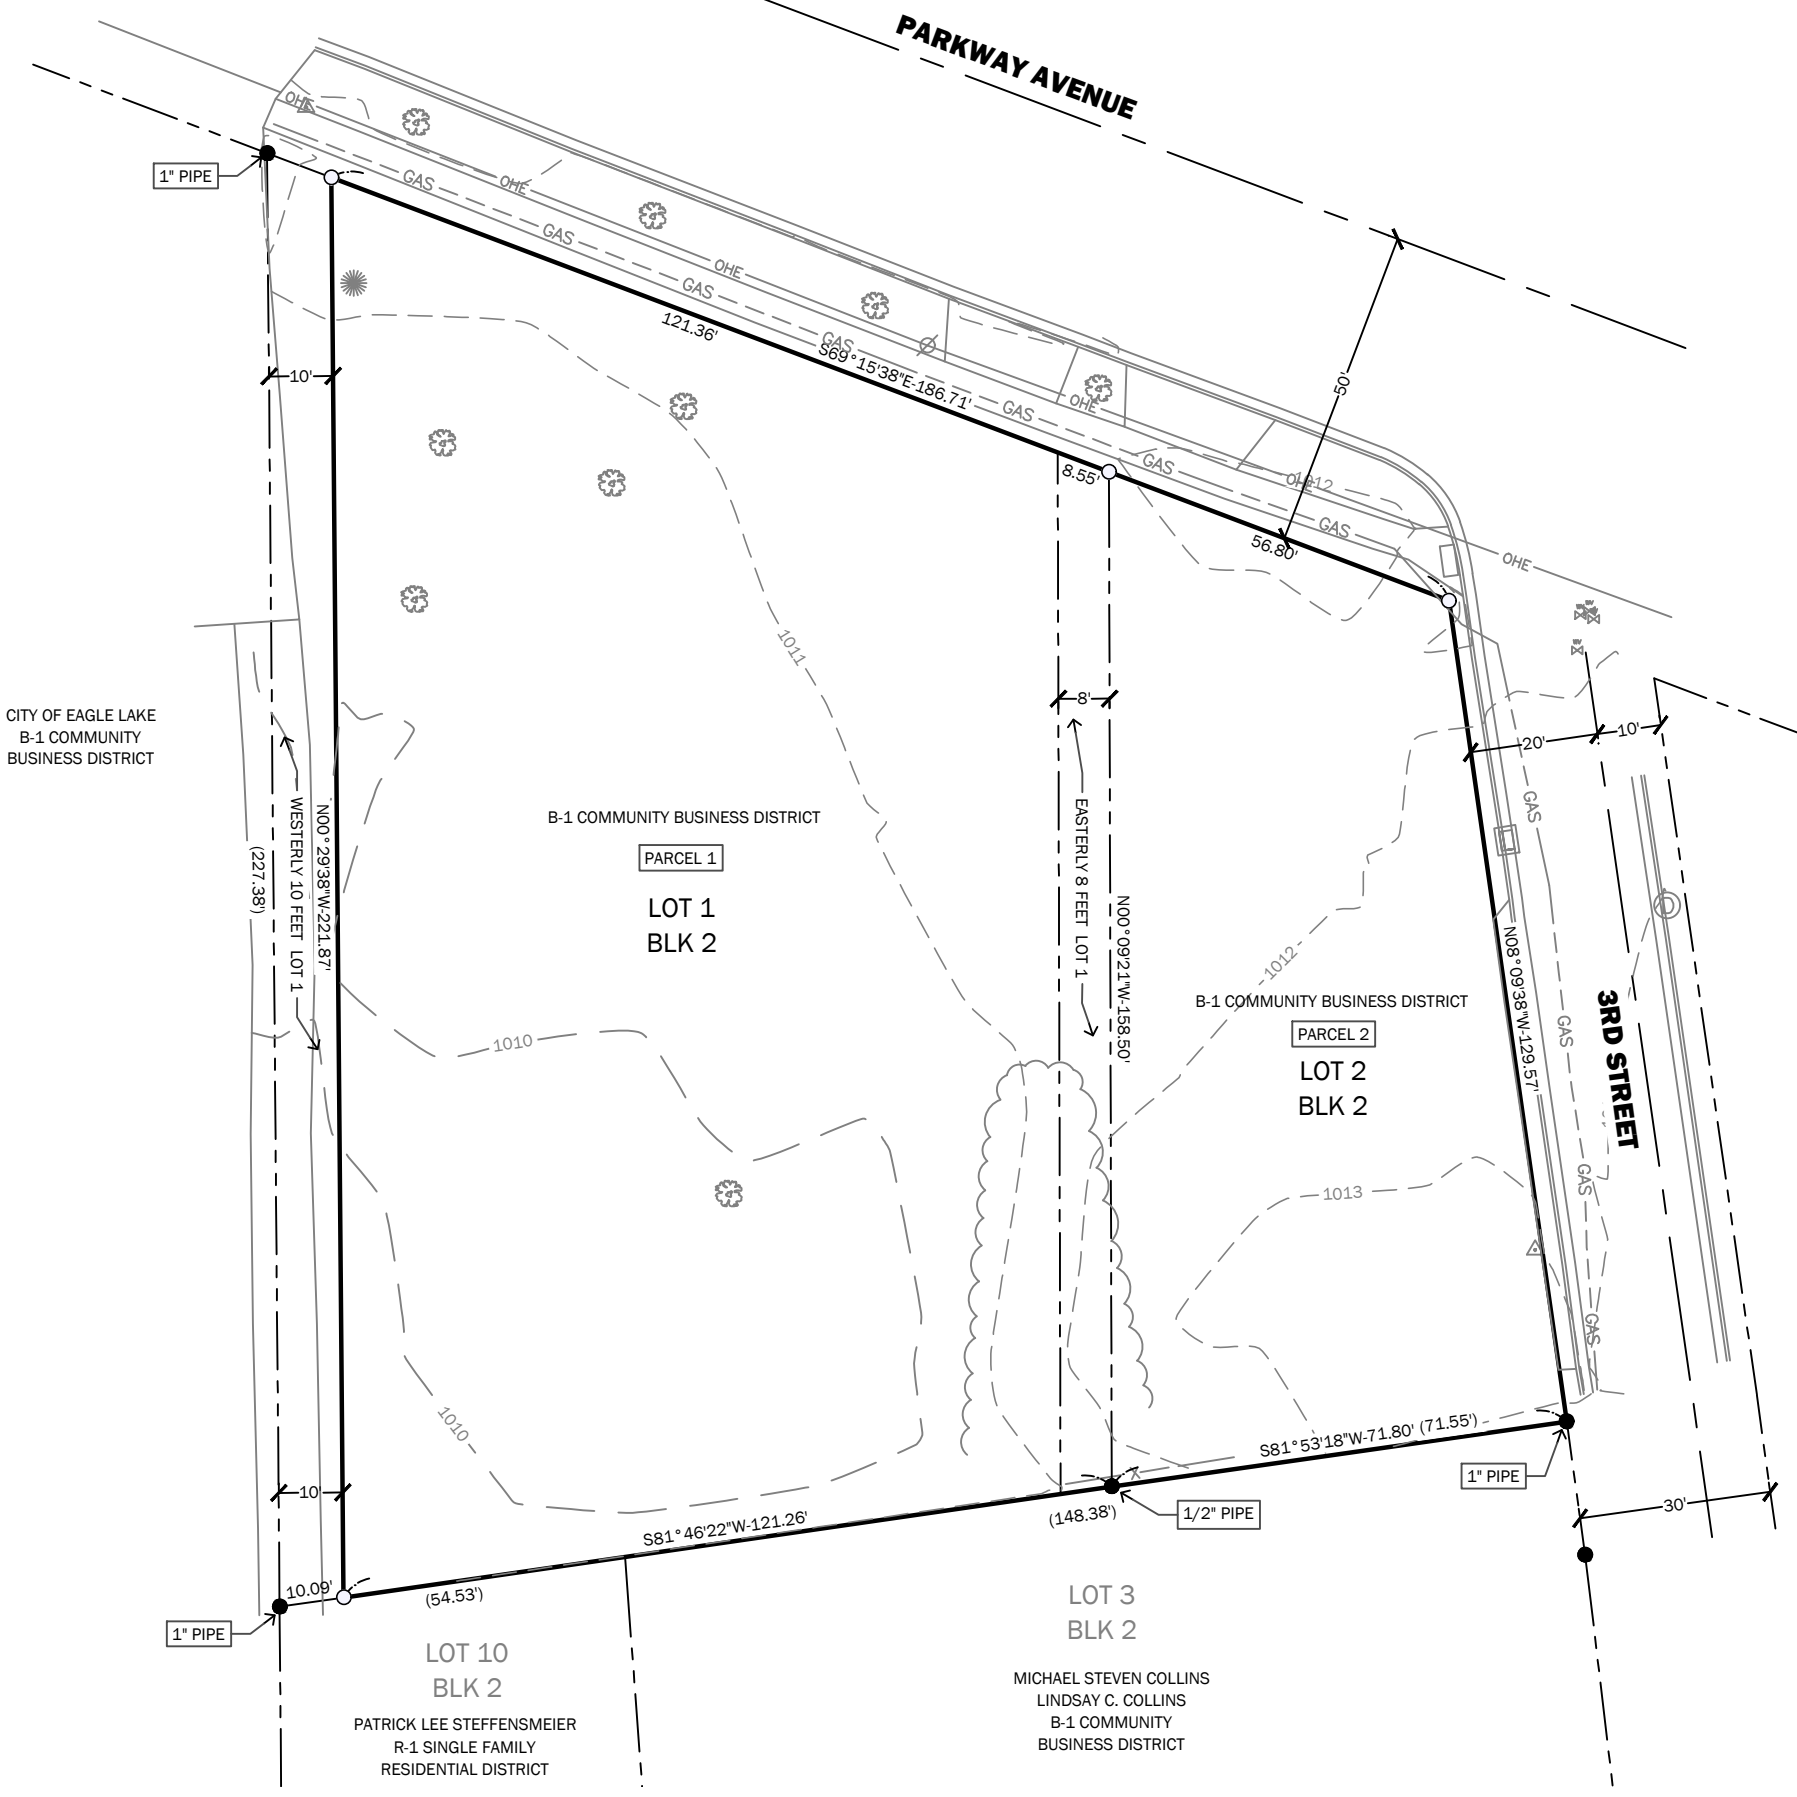 PARKWAY AVENUE
OHE
1" PIPE
GAS
OHE
GAS
OHE
GAS
121.36'
GAS
S69°15'38"E-186.71'
10'
50'
OHE
GAS
8.55'
GAS
OHE
1012
GAS
56.80'
OHE
1011
8'
20'
10'
CITY OF EAGLE LAKE
B-1 COMMUNITY
BUSINESS DISTRICT
(227.38')
WESTERLY 10 FEET LOT 1
N00°29'38"W-221.87'
B-1 COMMUNITY BUSINESS DISTRICT
PARCEL 1
LOT 1
BLK 2
EASTERLY 8 FEET LOT 1
N00°09'21"W-158.50'
GAS
1012
B-1 COMMUNITY BUSINESS DISTRICT
PARCEL 2
LOT 2
BLK 2
N08°09'38"W-129.57'
GAS
3RD STREET
1010
1013
GAS
GAS
1010
S81°53'18"W-71.80' (71.55')
X
1" PIPE
10'
30'
S81°46'22"W-121.26'
(148.38')
1/2" PIPE
10.09'
(54.53')
1" PIPE
LOT 10
BLK 2
PATRICK LEE STEFFENSMEIER
R-1 SINGLE FAMILY
RESIDENTIAL DISTRICT
LOT 3
BLK 2
MICHAEL STEVEN COLLINS
LINDSAY C. COLLINS
B-1 COMMUNITY
BUSINESS DISTRICT